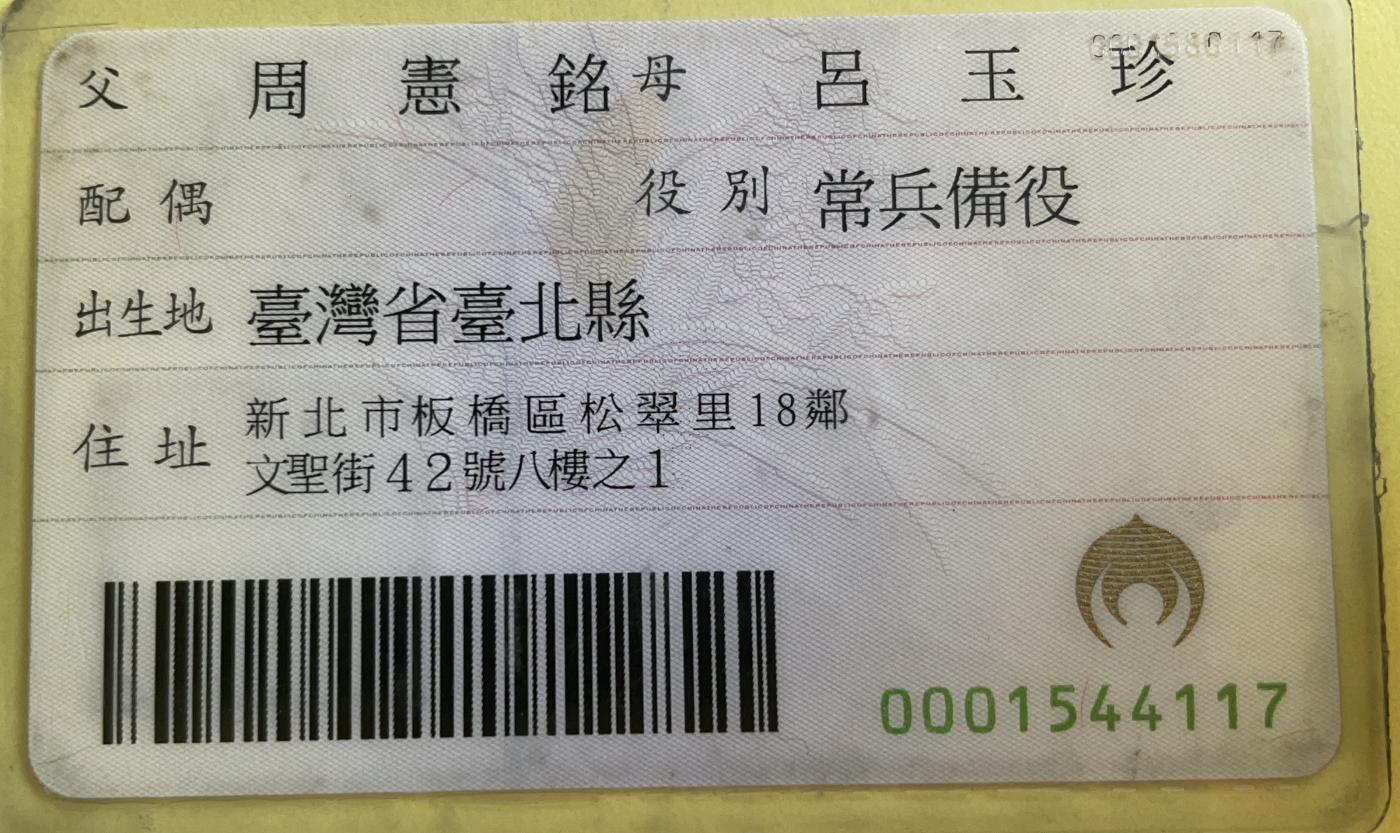 父 周憲銘 母 呂玉珍
配偶 役別 常兵備役
出生地 臺灣省臺北縣
住址 新北市板橋區松翠里18鄰
文聖街42號八樓之1
0001544117